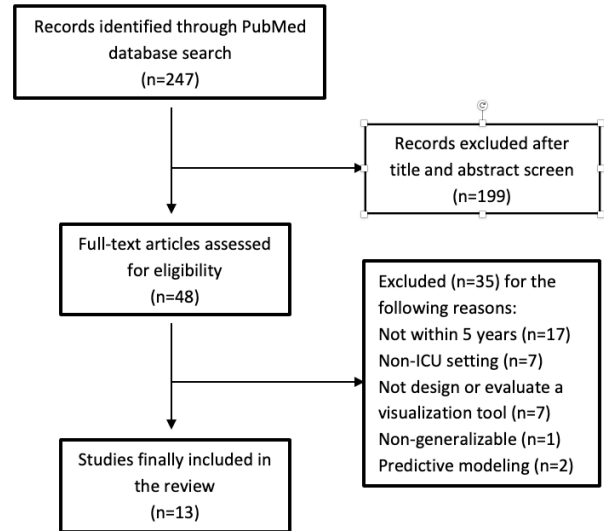 Records identified through PubMed
database search
(n=247)
Records excluded after
title and abstract screen
(n=199)
Full-text articles assessed
for eligibility
(n=48)
Excluded (n=35) for the
following reasons:
Not within 5 years (n=17)
Non-ICU setting (n=7)
Not design or evaluate a
visualization tool (n=7)
Non-generalizable (n=1)
Predictive modeling (n=2)
Studies finally included in
the review
(n=13)